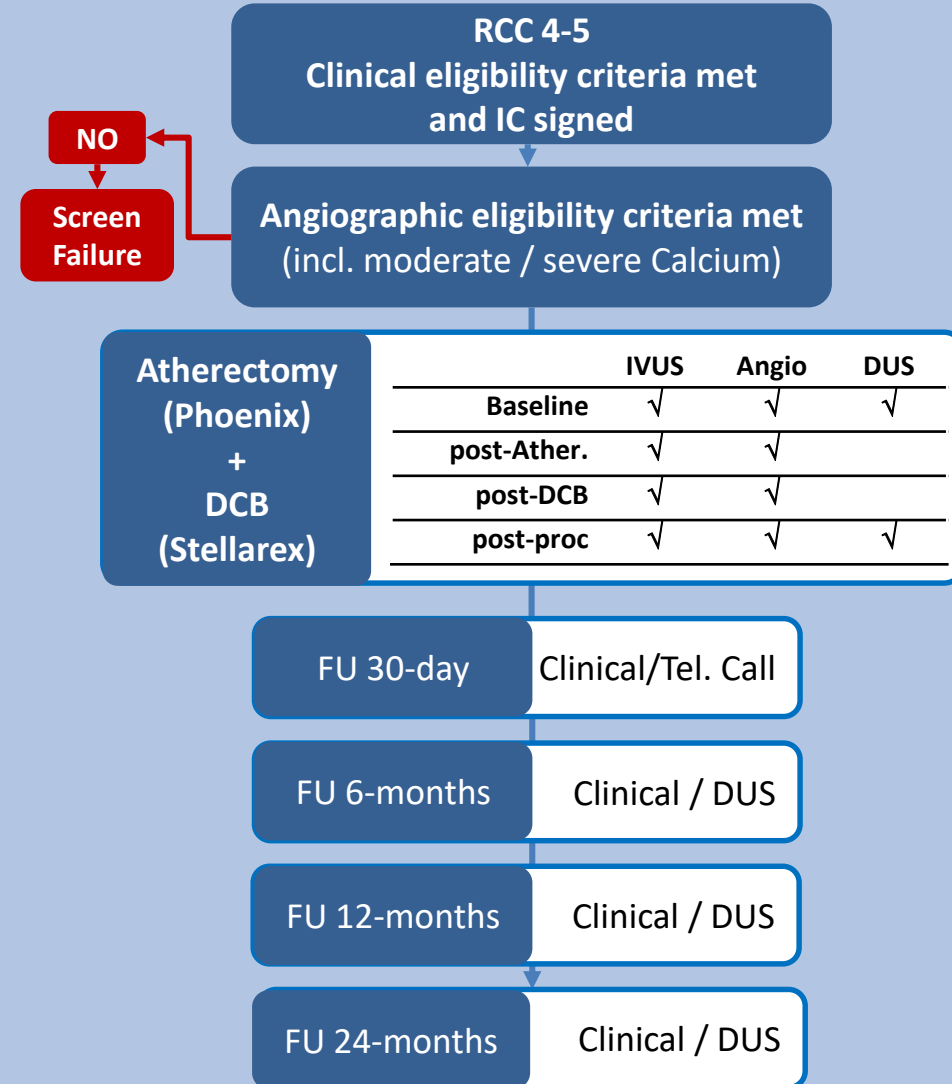 RCC 4-5
Clinical eligibility criteria met
and IC signed
NO
Screen
Failure
Angiographic eligibility criteria met
(incl. moderate / severe Calcium)
Atherectomy
(Phoenix)
+
DCB
(Stellarex)
IVUS Angio DUS
Baseline √ √ √
post-Ather. √ √
post-DCB √ √
post-proc √ √ √
FU 30-day Clinical/Tel. Call
FU 6-months Clinical / DUS
FU 12-months Clinical / DUS
FU 24-months Clinical / DUS